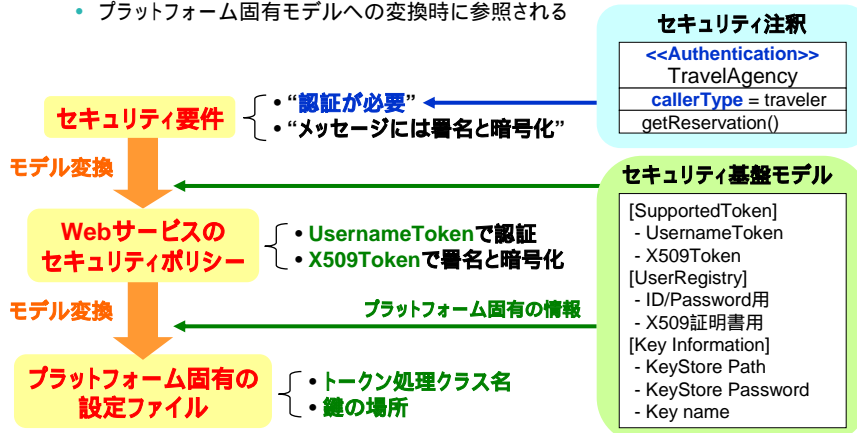 • プラットフォーム固有モデルへの変換時に参照される
セキュリティ注釈
<<Authentication>>
TravelAgency
callerType = traveler
getReservation()
セキュリティ要件
• “認証が必要”
• “メッセージには署名と暗号化”
モデル変換
セキュリティ基盤モデル
[SupportedToken]
- UsernameToken
- X509Token
[UserRegistry]
- ID/Password用
- X509証明書用
[Key Information]
- KeyStore Path
- KeyStore Password
- Key name
Webサービスの
セキュリティポリシー
• UsernameTokenで認証
• X509Tokenで署名と暗号化
モデル変換
プラットフォーム固有の情報
プラットフォーム固有の
設定ファイル
• トークン処理クラス名
• 鍵の場所